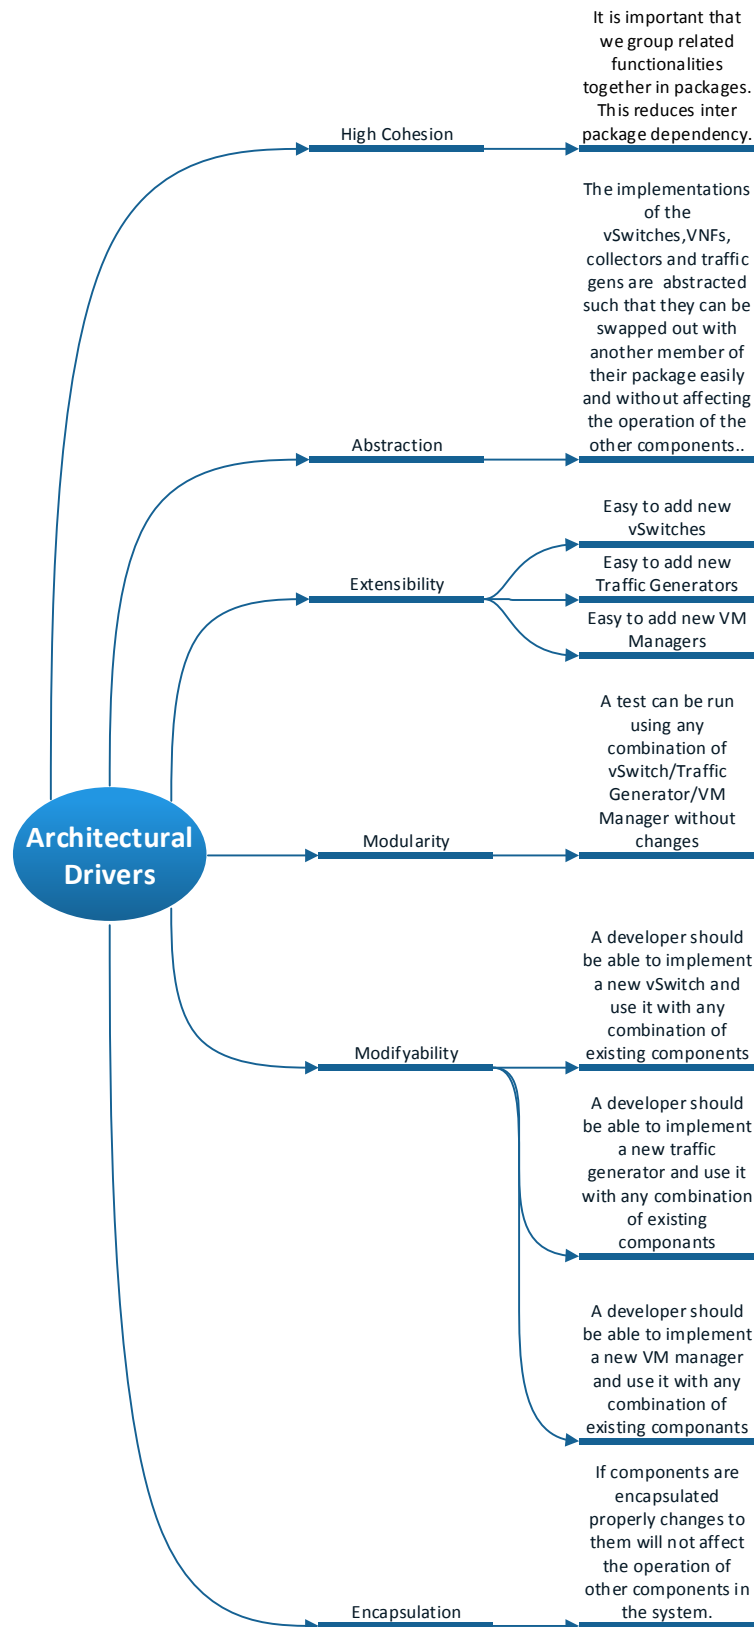 It is important that
we group related
functionalities
together in packages.
This reduces inter
package dependency.
High Cohesion
The implementations
of the
vSwitches,VNFs,
collectors and traffic
gens are abstracted
such that they can be
swapped out with
another member of
their package easily
and without affecting
the operation of the
other components..
Abstraction
Easy to add new
vSwitches
Easy to add new
Traffic Generators
Easy to add new VM
Managers
Extensibility
A test can be run
using any
combination of
vSwitch/Traffic
Generator/VM
Manager without
changes
Modularity
Architectural
Drivers
A developer should
be able to implement
a new vSwitch and
use it with any
combination of
existing components
Modifyability
A developer should
be able to implement
a new traffic
generator and use it
with any combination
of existing
componants
A developer should
be able to implement
a new VM manager
and use it with any
combination of
existing componants
If components are
encapsulated
properly changes to
them will not affect
the operation of
other components in
the system.
Encapsulation